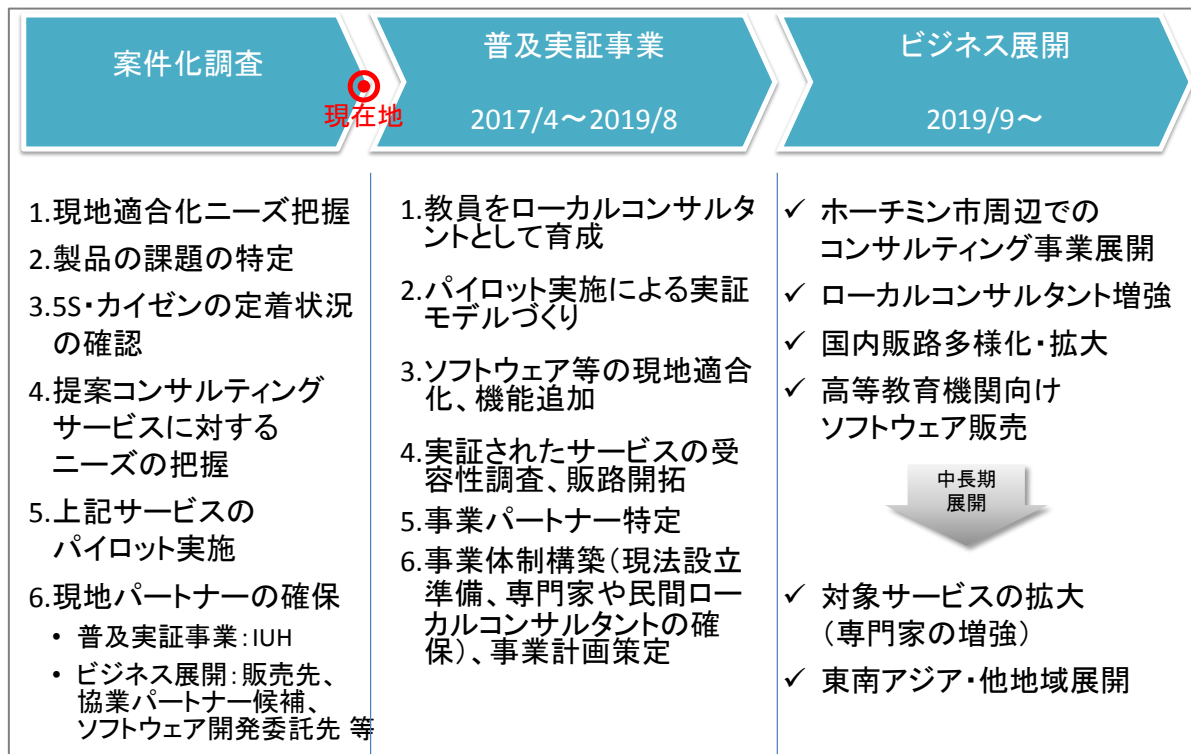 案件化調査
現在地
普及実証事業
2017/4～2019/8
ビジネス展開
2019/9～
1.現地適合化ニーズ把握
2.製品の課題の特定
3.5S・カイゼンの定着状況
の確認
4.提案コンサルティング
サービスに対する
ニーズの把握
5.上記サービスの
パイロット実施
6.現地パートナーの確保
• 普及実証事業：IUH
• ビジネス展開：販売先、
協業パートナー候補、
ソフトウェア開発委託先 等
1.教員をローカルコンサルタ
ントとして育成
2.パイロット実施による実証
モデルづくり
3.ソフトウェア等の現地適合
化、機能追加
4.実証されたサービスの受
容性調査、販路開拓
5.事業パートナー特定
6.事業体制構築（現法設立
準備、専門家や民間ロー
カルコンサルタントの確
保）、事業計画策定
✓ ホーチミン市周辺での
コンサルティング事業展開
✓ ローカルコンサルタント増強
✓ 国内販路多様化・拡大
✓ 高等教育機関向け
ソフトウェア販売
中長期
展開
✓ 対象サービスの拡大
（専門家の増強）
✓ 東南アジア・他地域展開